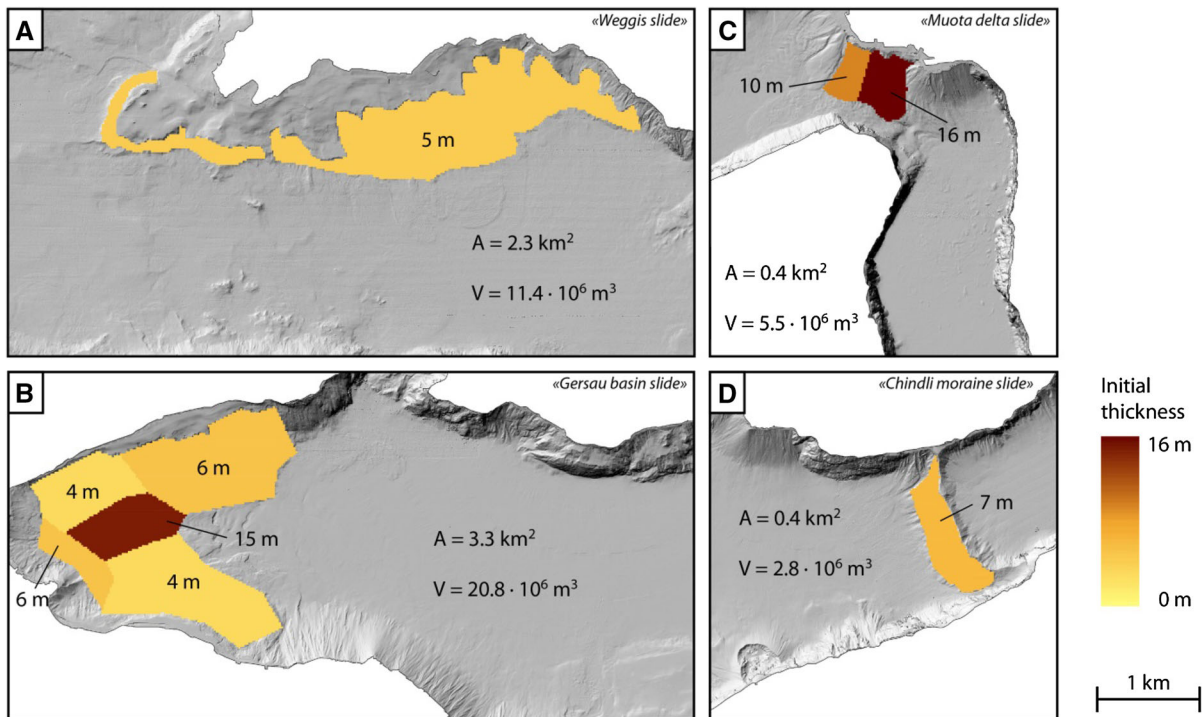 A
«Weggis slide»
5 m
A = 2.3 km²
V = 11.4 · 10⁶ m³
B
«Gersau basin slide»
6 m
4 m
15 m
4 m
6 m
A = 3.3 km²
V = 20.8 · 10⁶ m³
C
«Muota delta slide»
10 m
16 m
A = 0.4 km²
V = 5.5 · 10⁶ m³
D
«Chindli moraine slide»
7 m
A = 0.4 km²
V = 2.8 · 10⁶ m³
Initial
thickness
16 m
0 m
1 km